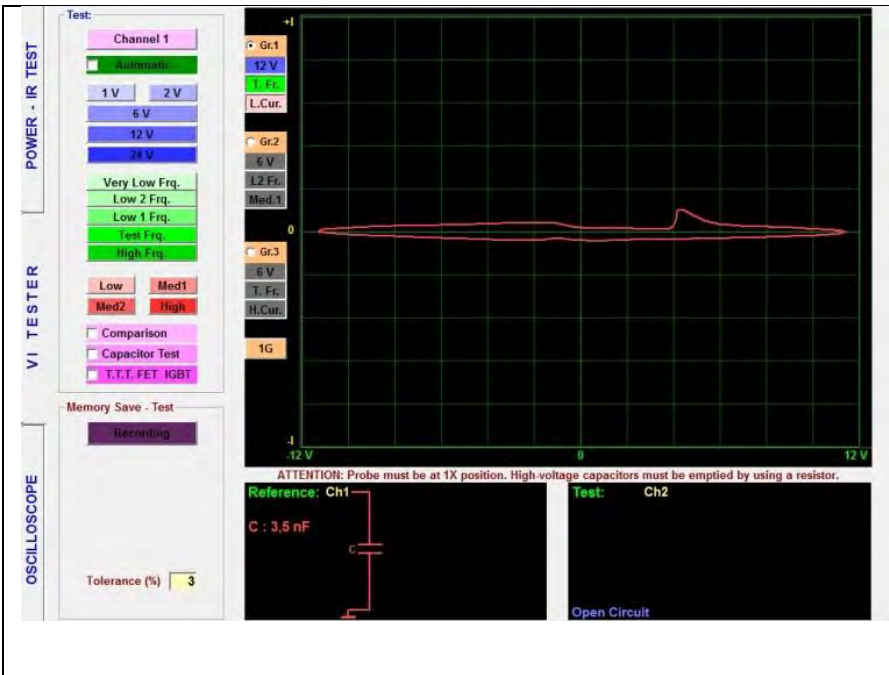 POWER - IR TEST
VI TESTER
OSCILLOSCOPE
Test:
Channel 1
Automatic
1 V 2 V
6 V
12 V
24 V
Very Low Frq.
Low 2 Frq.
Low 1 Frq.
Test Frq.
High Frq.
Low Med1
Med2 High
Comparison
Capacitor Test
T.T.T. FET IGBT
Memory Save - Test
Recording
Tolerance (%) 3
Gr.1
12 V
T. Fr.
L.Cur.
Gr.2
6 V
L2 Fr.
Med.1
Gr.3
6 V
T. Fr.
H.Cur.
1G
+I
0
-I
-12 V 0 12 V
ATTENTION: Probe must be at 1X position. High-voltage capacitors must be emptied by using a resistor.
Reference: Ch1
C : 3,5 nF
C
Test: Ch2
Open Circuit